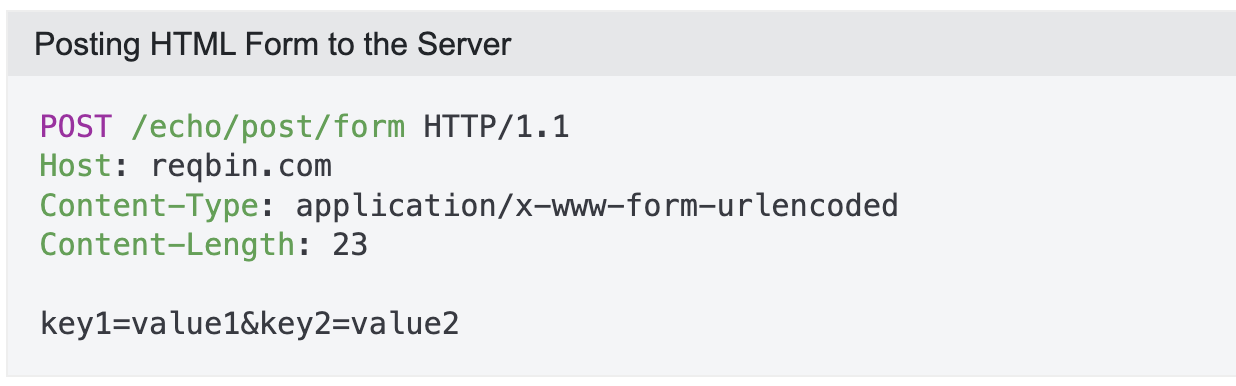 Posting HTML Form to the Server
POST /echo/post/form HTTP/1.1
Host: reqbin.com
Content-Type: application/x-www-form-urlencoded
Content-Length: 23
key1=value1&key2=value2